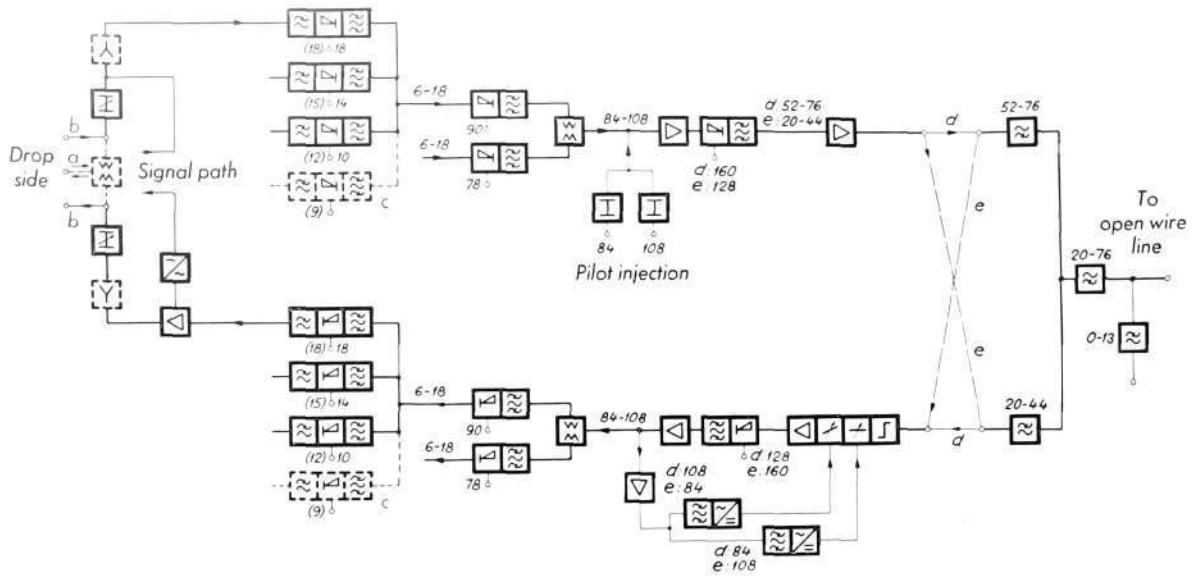 (18) 18
(15) 14
(12) 10
(9)
c
6-18
90
6-18
78
84-108
d: 160
e: 128
d 52-76
e: 20-44
d
52-76
e
e
To
open wire
line
20-76
0-13
84
108
Pilot injection
Drop
side
b
a
b
Signal path
(18) 18
(15) 14
(12) 10
(9)
c
6-18
90
6-18
78
84-108
d 128
e: 160
d
20-44
d: 108
e: 84
d: 84
e: 108